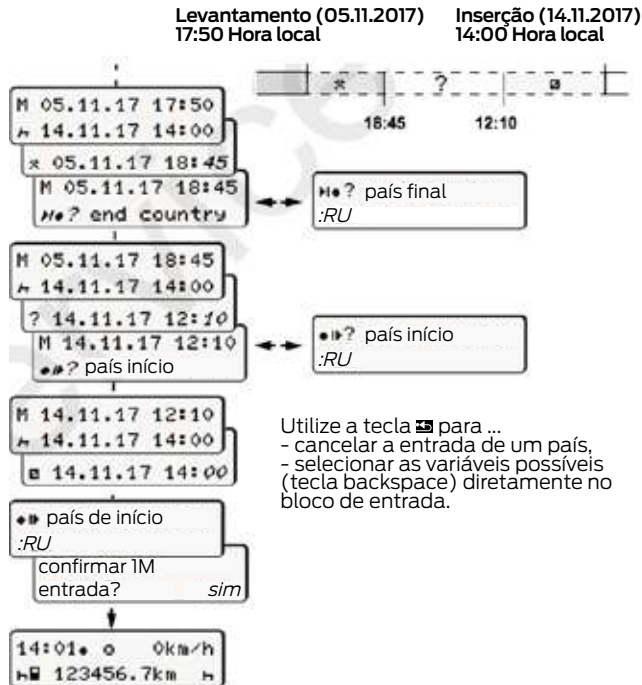 Levantamento (05.11.2017)
17:50 Hora local
Inserção (14.11.2017)
14:00 Hora local
?
18:45
12:10
M 05.11.17 17:50
14.11.17 14:00
05.11.17 18:45
M 05.11.17 18:45
? end country
? país final
:RU
M 05.11.17 18:45
14.11.17 14:00
? 14.11.17 12:10
M 14.11.17 12:10
? país início
? país início
:RU
M 14.11.17 12:10
14.11.17 14:00
14.11.17 14:00
Utilize a tecla para ...
- cancelar a entrada de um país,
- selecionar as variáveis possíveis
(tecla backspace) diretamente no
bloco de entrada.
país de início
:RU
confirmar 1M
entrada? sim
14:01 0km/h
123456.7km